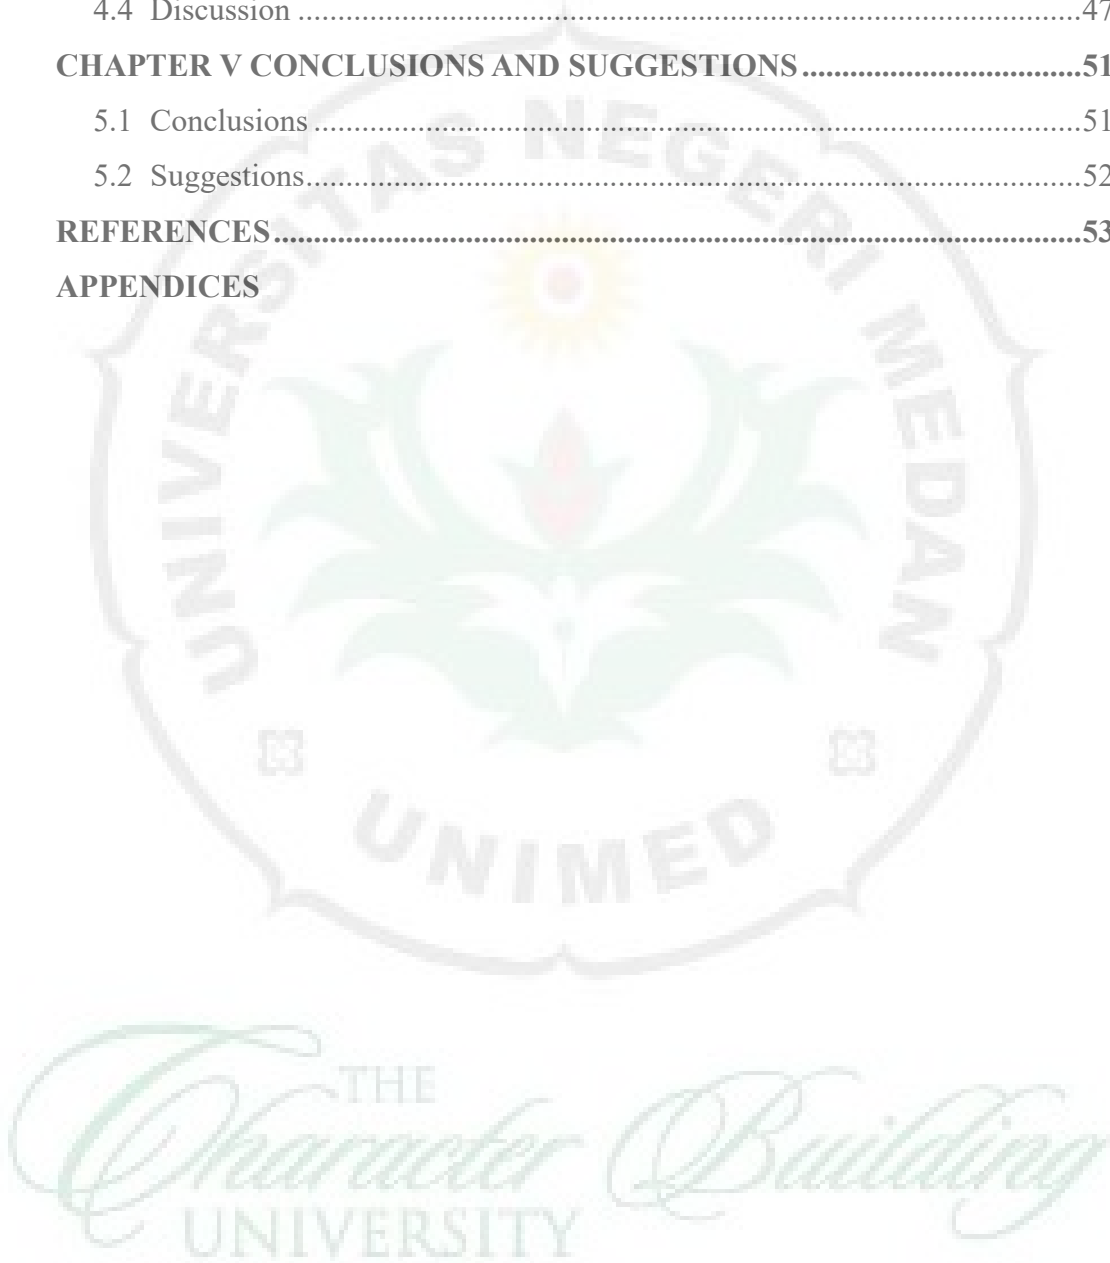 4.4 Discussion ........................................................................................47
CHAPTER V CONCLUSIONS AND SUGGESTIONS ...............................51
5.1 Conclusions ......................................................................................51
5.2 Suggestions.......................................................................................52
REFERENCES ..........................................................................................53
APPENDICES
UNIVERSITAS NEGERI MEDAN
UNIMED
THE
Character Building
UNIVERSITY